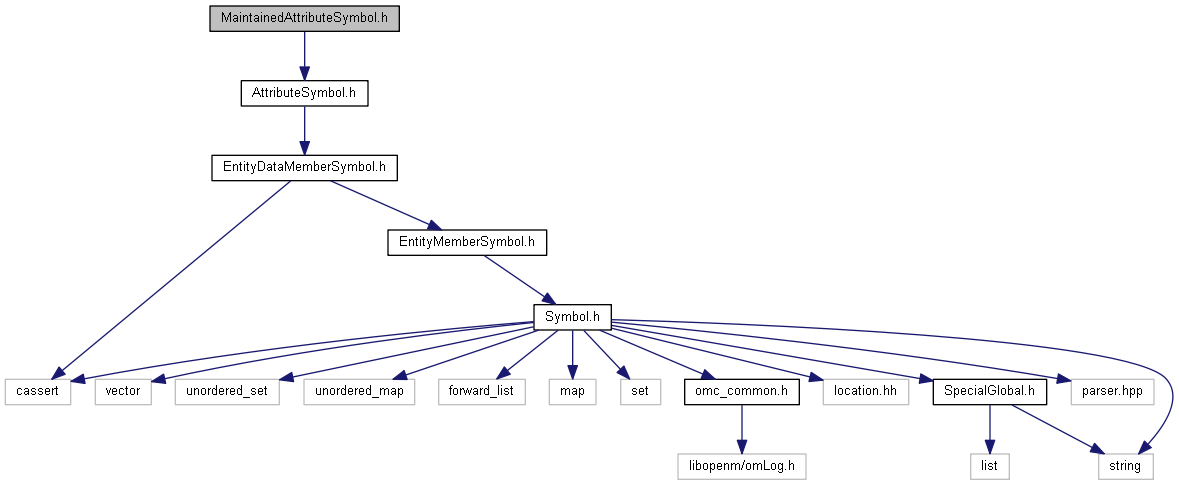 MaintainedAttributeSymbol.h
AttributeSymbol.h
EntityDataMemberSymbol.h
EntityMemberSymbol.h
Symbol.h
cassert
vector
unordered_set
unordered_map
forward_list
map
set
omc_common.h
location.hh
SpecialGlobal.h
parser.hpp
libopenm/omLog.h
list
string